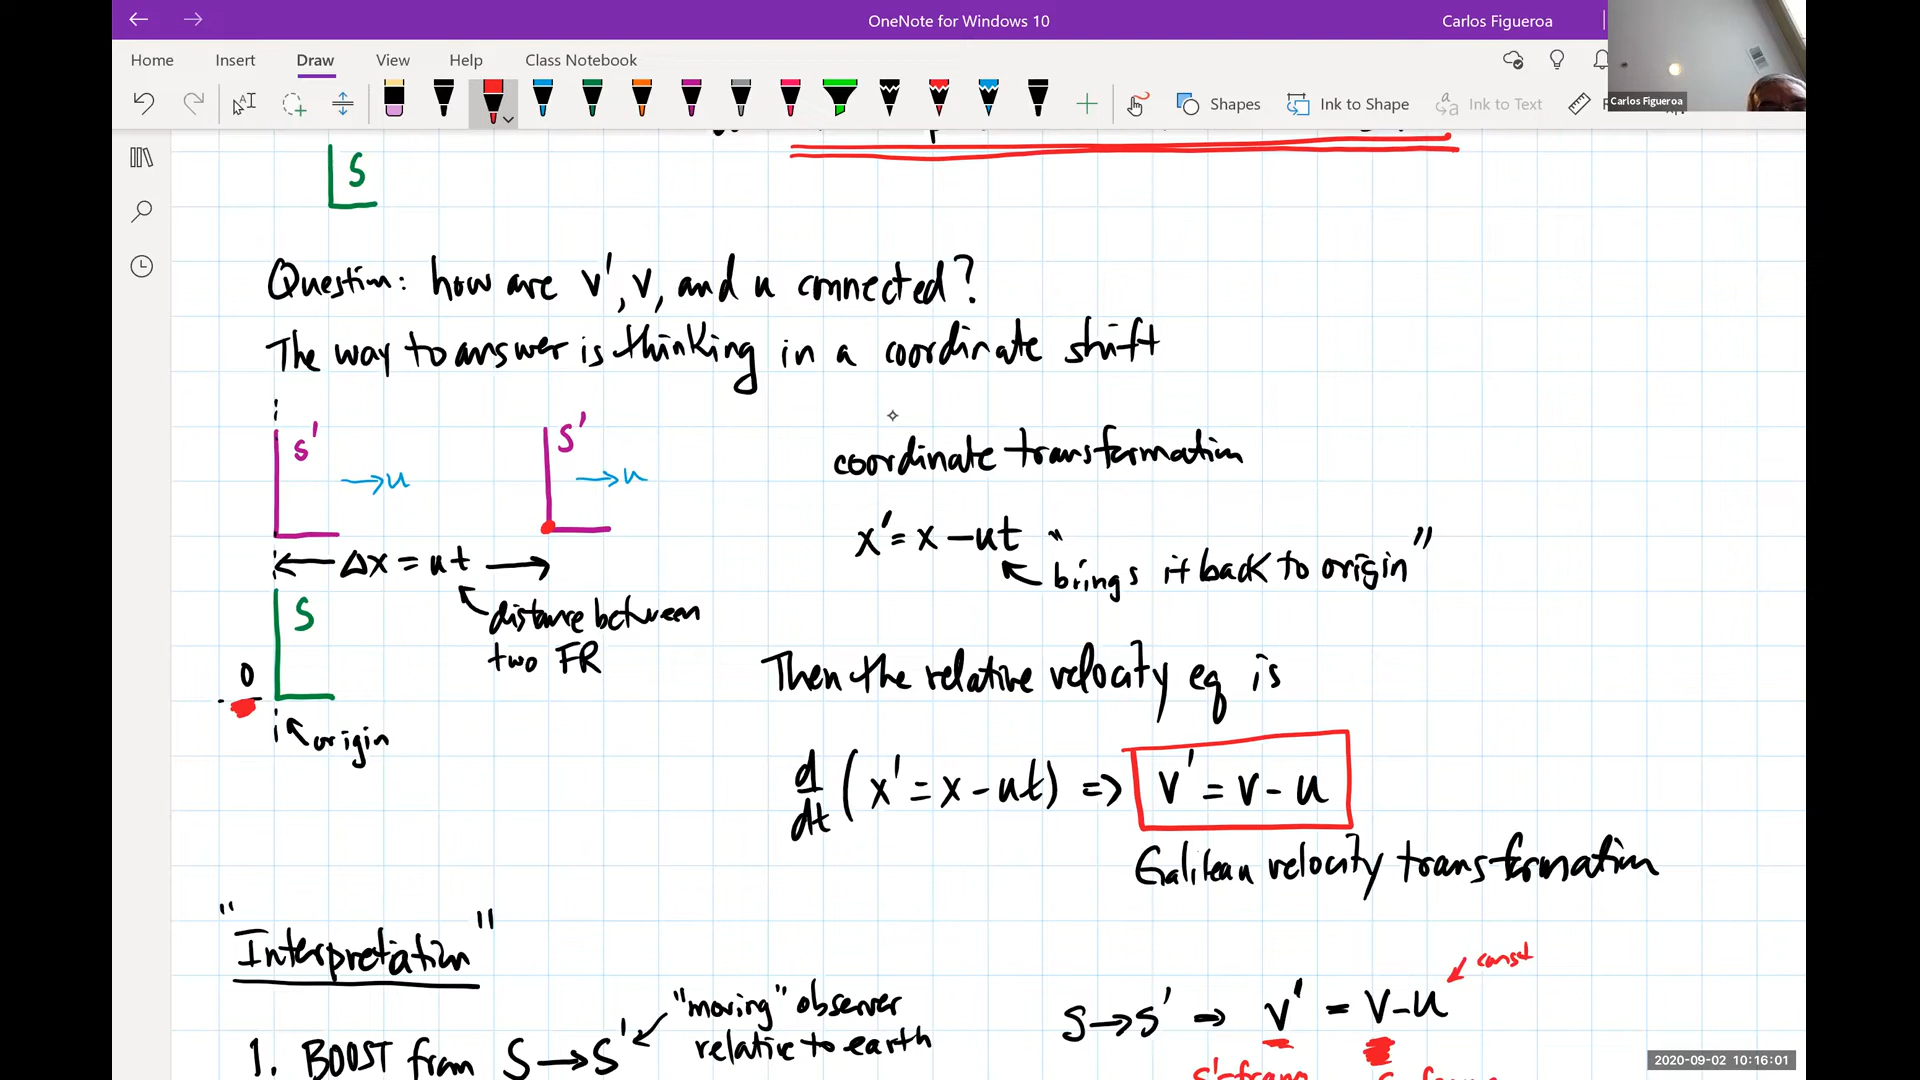 OneNote for Windows 10
Carlos Figueroa
Home Insert Draw View Help Class Notebook
Shapes
Ink to Shape
Ink to Text
Carlos Figueroa
S
Question: how are v', v, and u connected?
The way to answer is thinking in a coordinate shift
S' → u
S' → u
Δx = ut
distance between
two FR
S
0
origin
coordinate transformation
x' = x - ut
"brings it back to origin"
Then the relative velocity eq is
d/dt (x' = x - ut) => v' = v - u
Galilean velocity transformation
"Interpretiation"
1. BOOST from S → S'
"moving" observer
relative to earth
S → S' => v' = v - u
const
S'-frame
2020-09-02 10:16:01